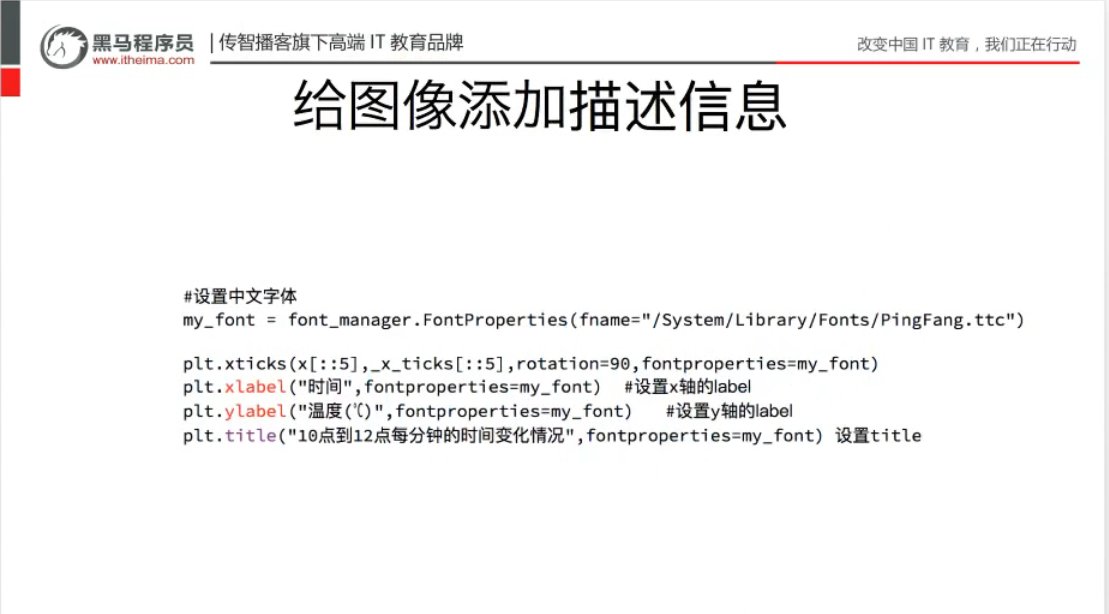 黑马程序员
www.itheima.com
|传智播客旗下高端 IT 教育品牌
改变中国 IT 教育，我们正在行动
给图像添加描述信息
#设置中文字体
my_font = font_manager.FontProperties(fname="/System/Library/Fonts/PingFang.ttc")
plt.xticks(x[::5],_x_ticks[::5],rotation=90,fontproperties=my_font)
plt.xlabel("时间",fontproperties=my_font) #设置x轴的label
plt.ylabel("温度(℃)",fontproperties=my_font) #设置y轴的label
plt.title("10点到12点每分钟的时间变化情况",fontproperties=my_font) 设置title